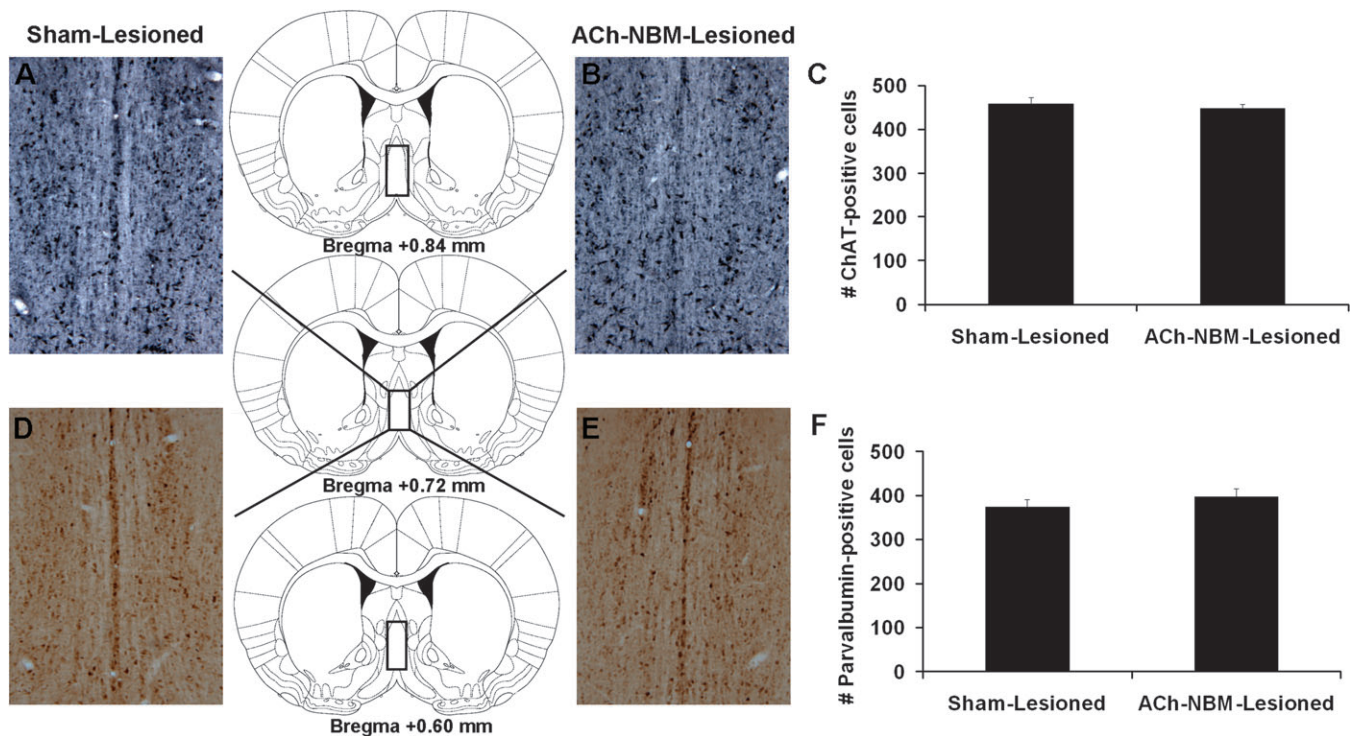 Sham-Lesioned
ACh-NBM-Lesioned
A
B
C
# ChAT-positive cells
500
400
300
200
100
0
Sham-Lesioned
ACh-NBM-Lesioned
Bregma +0.84 mm
Bregma +0.72 mm
D
E
F
# Parvalbumin-positive cells
500
400
300
200
100
0
Sham-Lesioned
ACh-NBM-Lesioned
Bregma +0.60 mm